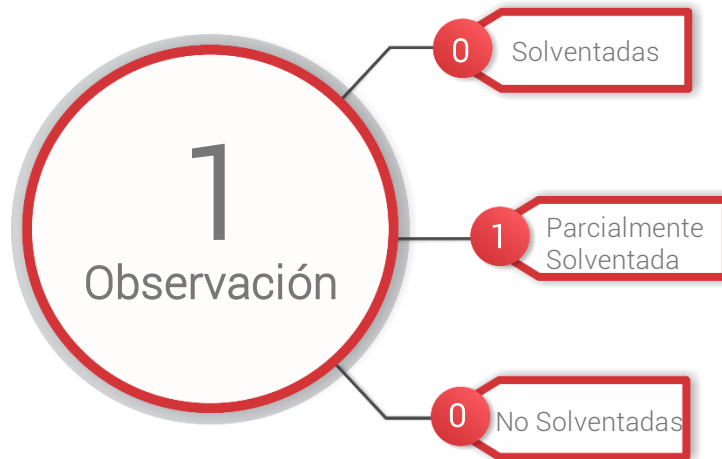 1
Observación
0
Solventadas
1
Parcialmente
Solventada
0
No Solventadas